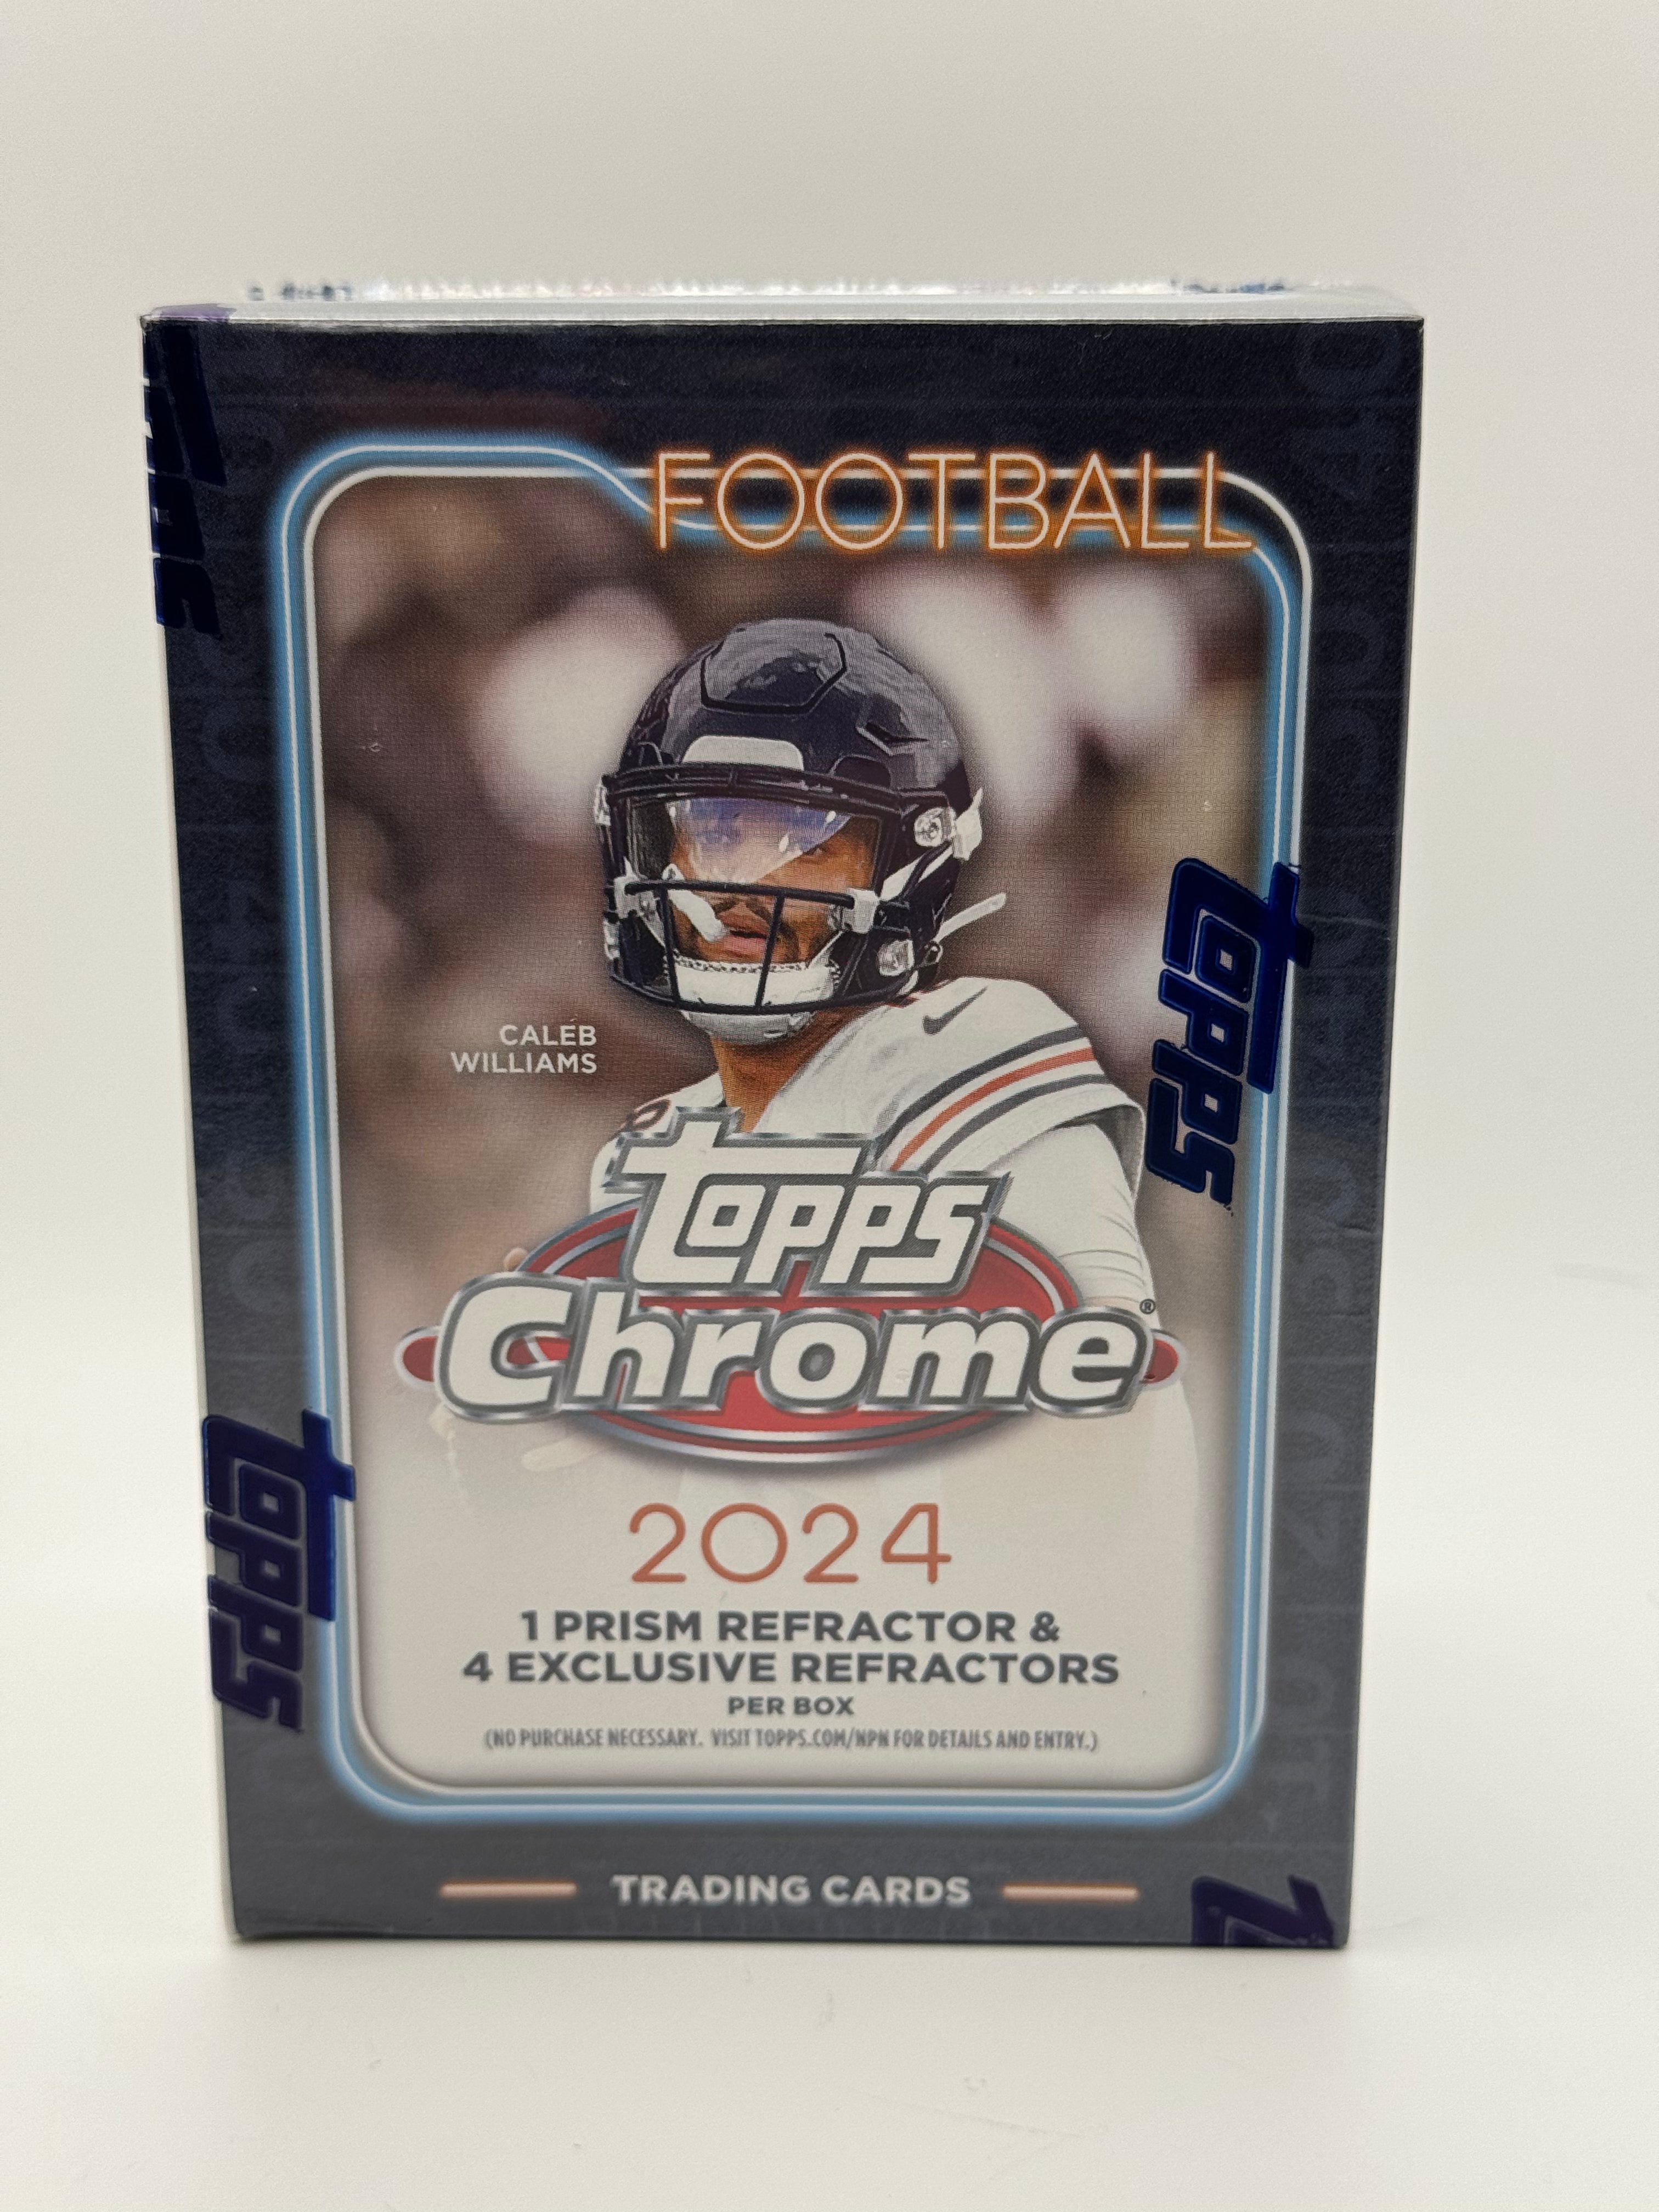 FOOTBALL
CALEB
WILLIAMS
topps
topps
Chrome®
topps
2024
1 PRISM REFRACTOR &
4 EXCLUSIVE REFRACTORS
PER BOX
(NO PURCHASE NECESSARY. VISIT TOPPS.COM/NPN FOR DETAILS AND ENTRY.)
TRADING CARDS